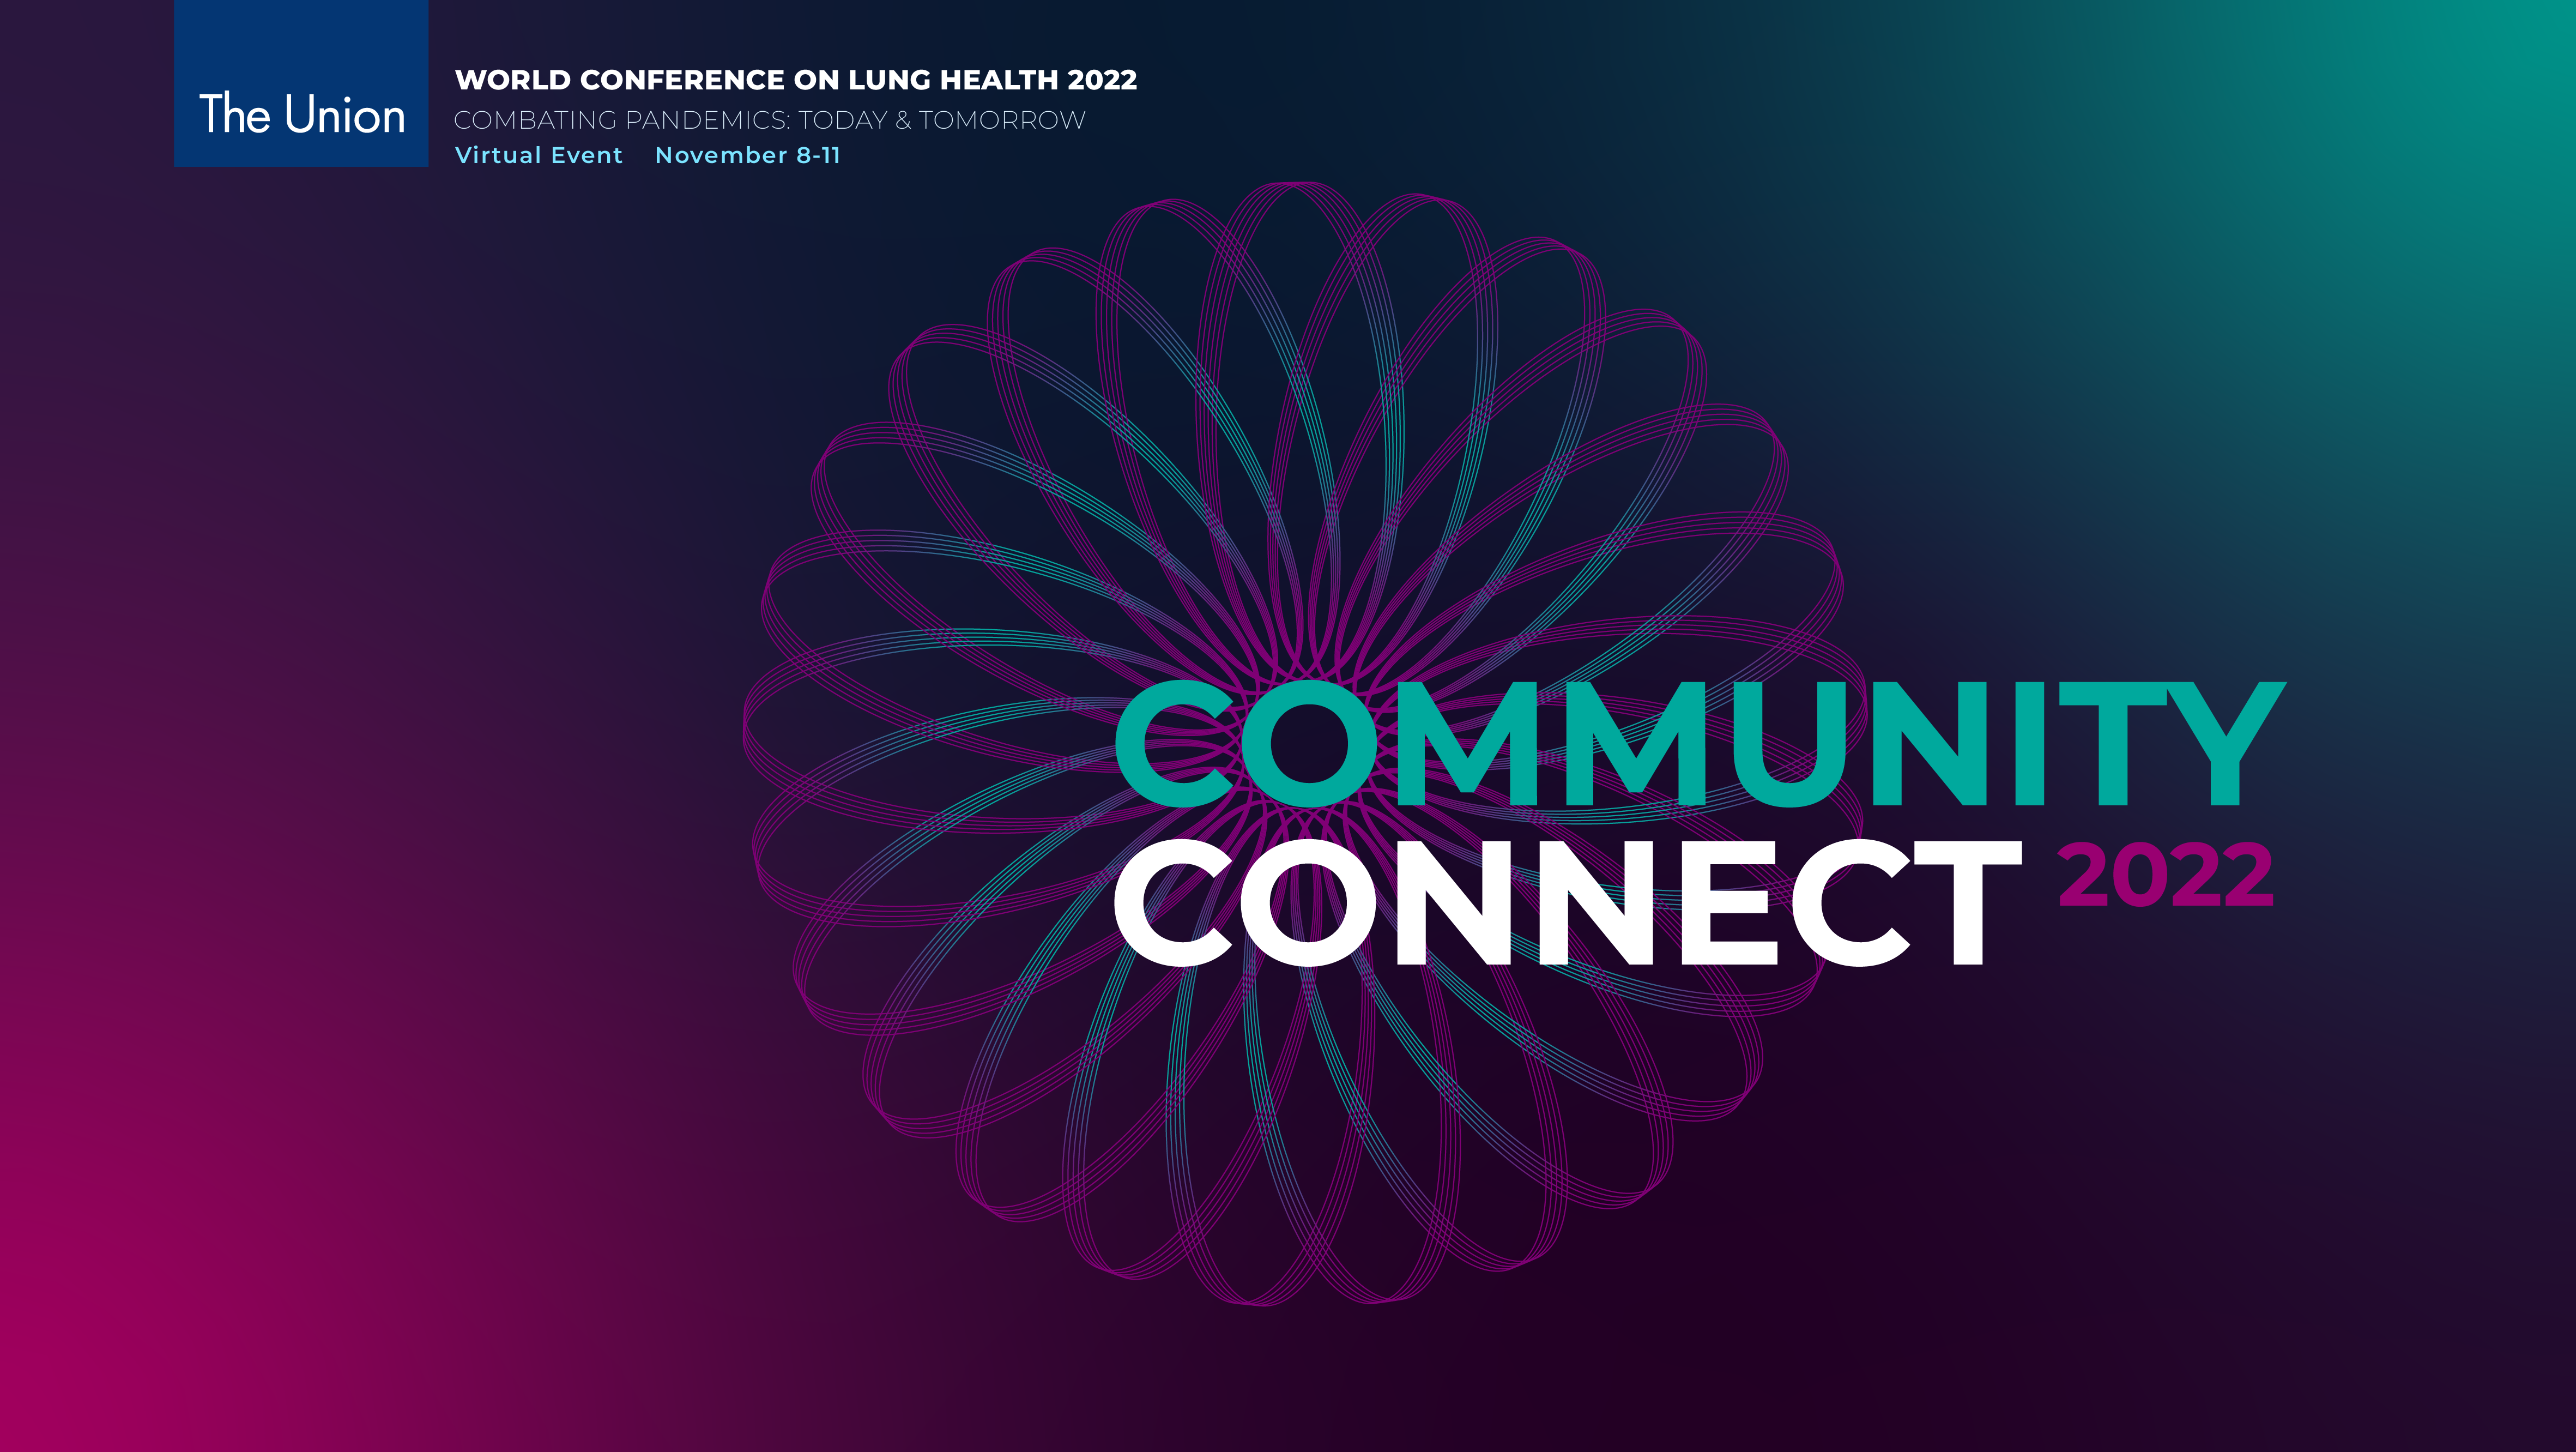 The Union
WORLD CONFERENCE ON LUNG HEALTH 2022
COMBATING PANDEMICS: TODAY & TOMORROW
Virtual Event November 8-11
COMMUNITY
CONNECT 2022